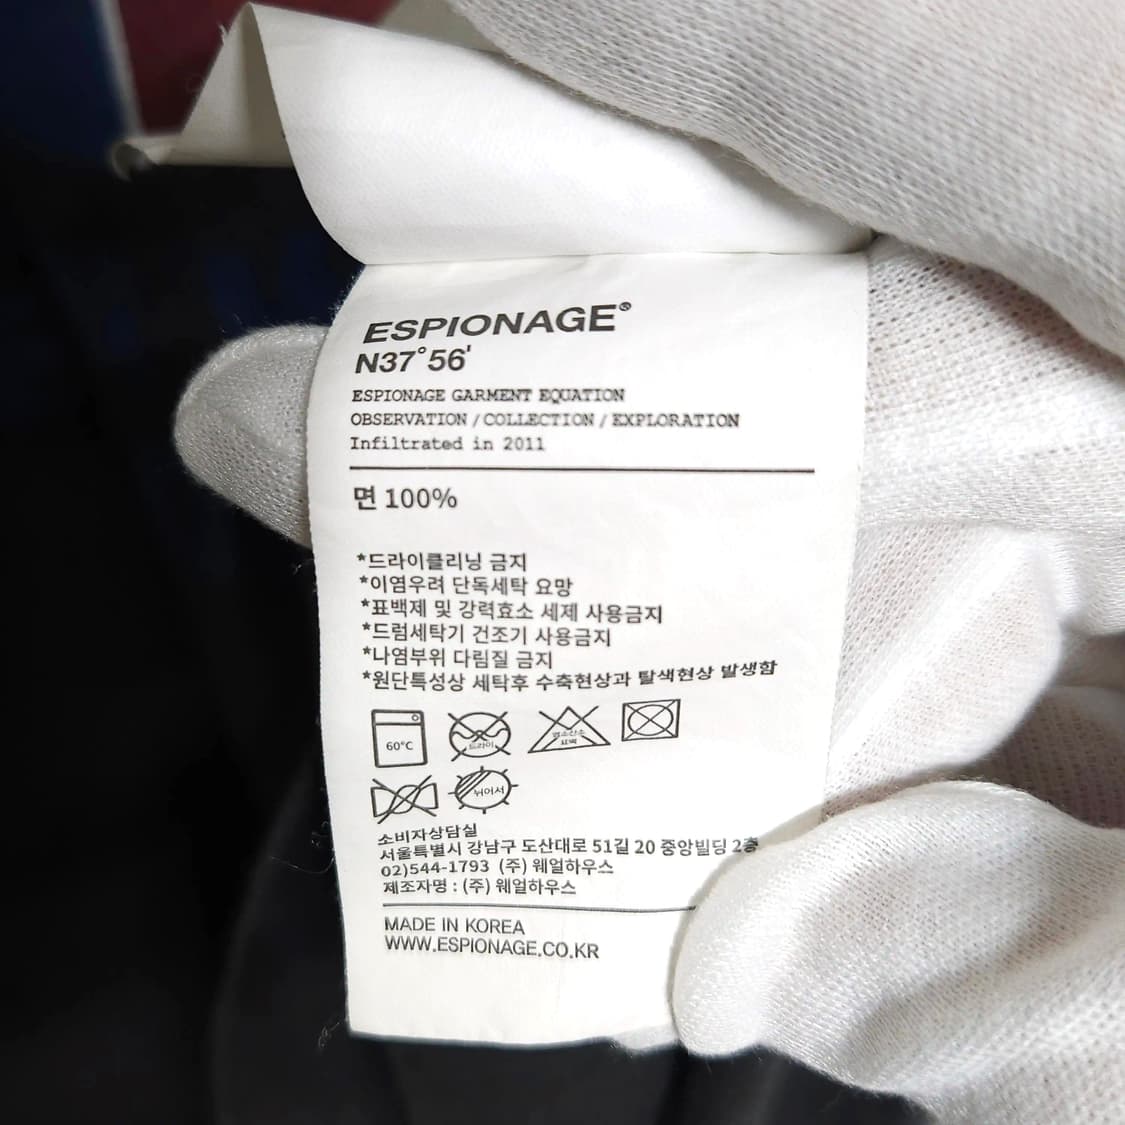 ESPIONAGE®
N37°56'
ESPIONAGE GARMENT EQUATION
OBSERVATION / COLLECTION / EXPLORATION
Infiltrated in 2011
면 100%
*드라이클리닝 금지
*이염우려 단독세탁 요망
*표백제 및 강력효소 세제 사용금지
*드럼세탁기 건조기 사용금지
*나염부위 다림질 금지
*원단특성상 세탁후 수축현상과 탈색현상 발생함
60°C
드라이
염소산소
표백
뉘어서
소비자상담실
서울특별시 강남구 도산대로 51길 20 중앙빌딩 2층
02)544-1793 (주) 웨얼하우스
제조자명 : (주) 웨얼하우스
MADE IN KOREA
WWW.ESPIONAGE.CO.KR